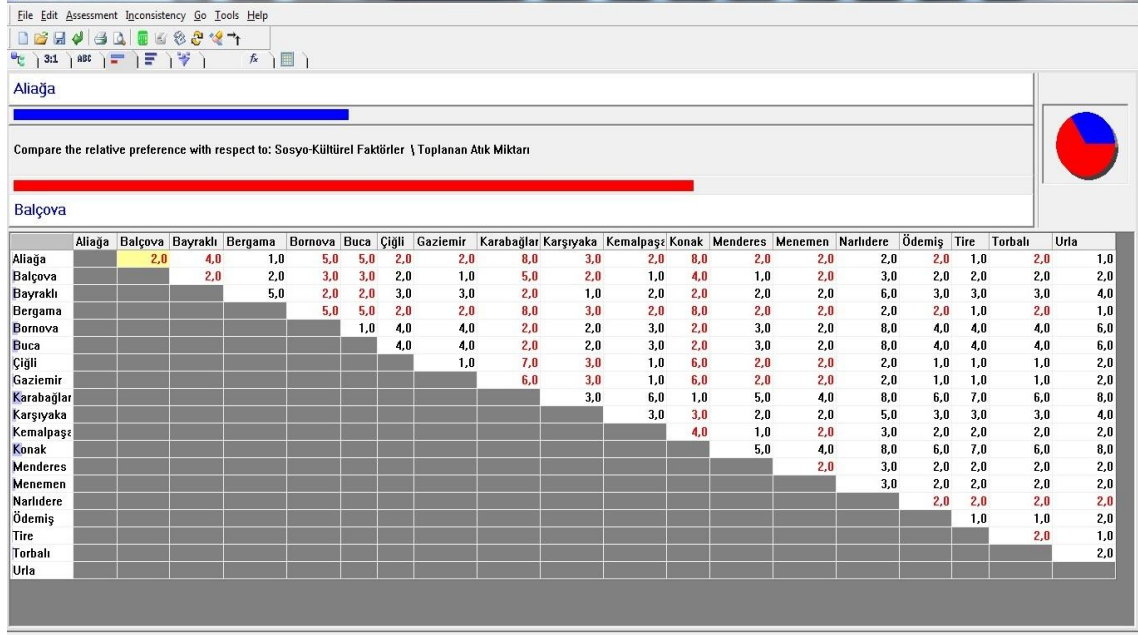 File Edit Assessment Inconsistency Go Tools Help
3:1 ABC fx
Aliağa
Compare the relative preference with respect to: Sosyo-Kültürel Faktörler \ Toplanan Atık Miktarı
Balçova
Aliağa Balçova Bayraklı Bergama Bornova Buca Çiğli Gaziemir Karabağlar Karşıyaka Kemalpaşa Konak Menderes Menemen Narlıdere Ödemiş Tire Torbalı Urla
Aliağa 2,0 4,0 1,0 5,0 5,0 2,0 2,0 8,0 3,0 2,0 8,0 2,0 2,0 2,0 2,0 1,0 2,0 1,0
Balçova 2,0 2,0 3,0 3,0 2,0 1,0 5,0 2,0 1,0 4,0 1,0 2,0 3,0 2,0 2,0 2,0 2,0
Bayraklı 5,0 2,0 2,0 3,0 3,0 2,0 1,0 2,0 2,0 2,0 2,0 6,0 3,0 3,0 3,0 4,0
Bergama 5,0 5,0 2,0 2,0 8,0 3,0 2,0 8,0 2,0 2,0 2,0 2,0 1,0 2,0 1,0
Bornova 1,0 4,0 4,0 2,0 2,0 3,0 2,0 3,0 2,0 8,0 4,0 4,0 4,0 6,0
Buca 4,0 4,0 2,0 2,0 3,0 2,0 3,0 2,0 8,0 4,0 4,0 4,0 6,0
Çiğli 1,0 7,0 3,0 1,0 6,0 2,0 2,0 2,0 1,0 1,0 1,0 2,0
Gaziemir 6,0 3,0 1,0 6,0 2,0 2,0 2,0 1,0 1,0 1,0 2,0
Karabağlar 3,0 6,0 1,0 5,0 4,0 8,0 6,0 7,0 6,0 8,0
Karşıyaka 3,0 3,0 2,0 2,0 5,0 3,0 3,0 3,0 4,0
Kemalpaşa 4,0 1,0 2,0 3,0 2,0 2,0 2,0 2,0
Konak 5,0 4,0 8,0 6,0 7,0 6,0 8,0
Menderes 2,0 3,0 2,0 2,0 2,0 2,0
Menemen 3,0 2,0 2,0 2,0 2,0
Narlıdere 2,0 2,0 2,0 2,0
Ödemiş 1,0 1,0 2,0
Tire 2,0 1,0
Torbalı 2,0
Urla